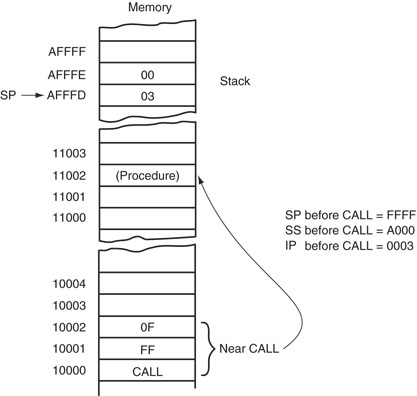 Memory
AFFFF
AFFFE 00
SP AFFFD 03
Stack
11003
11002 (Procedure)
11001
11000
SP before CALL = FFFF
SS before CALL = A000
IP before CALL = 0003
10004
10003
10002 0F
10001 FF
Near CALL
10000 CALL